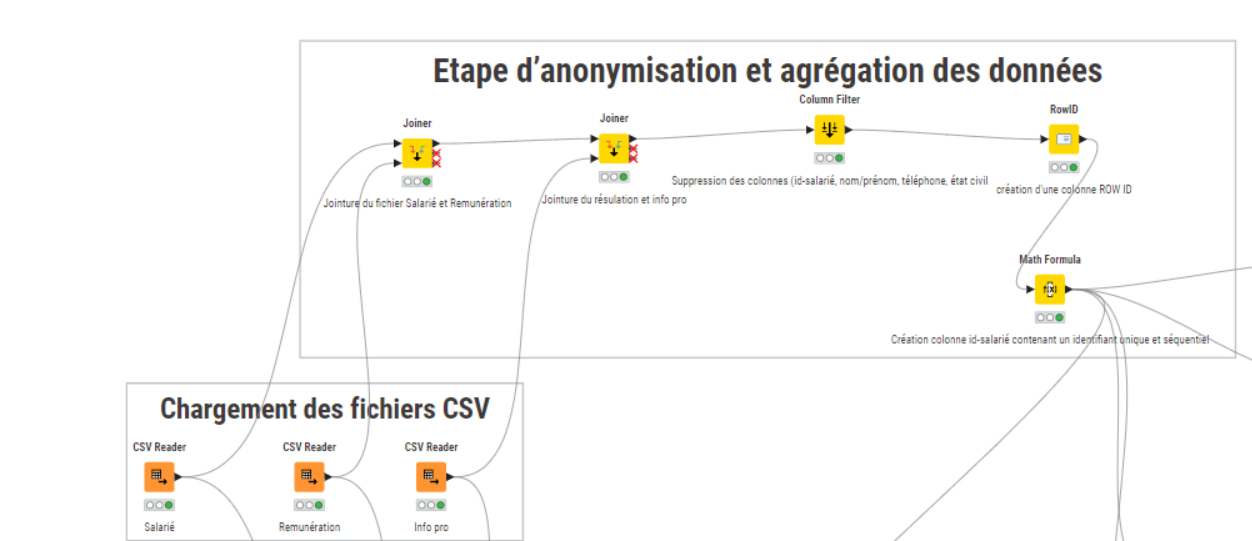 Etape d'anonymisation et agrégation des données
Column Filter
RowID
Joiner
Joiner
Suppression des colonnes (id-salarié, nom/prénom, téléphone, état civil
création d'une colonne ROW ID
Jointure du fichier Salarié et Remunération
Jointure du résulation et info pro
Math Formula
f(x)
Création colonne id-salarié contenant un identifiant unique et séquentiel
Chargement des fichiers CSV
CSV Reader
CSV Reader
CSV Reader
Salarié
Remunération
Info pro